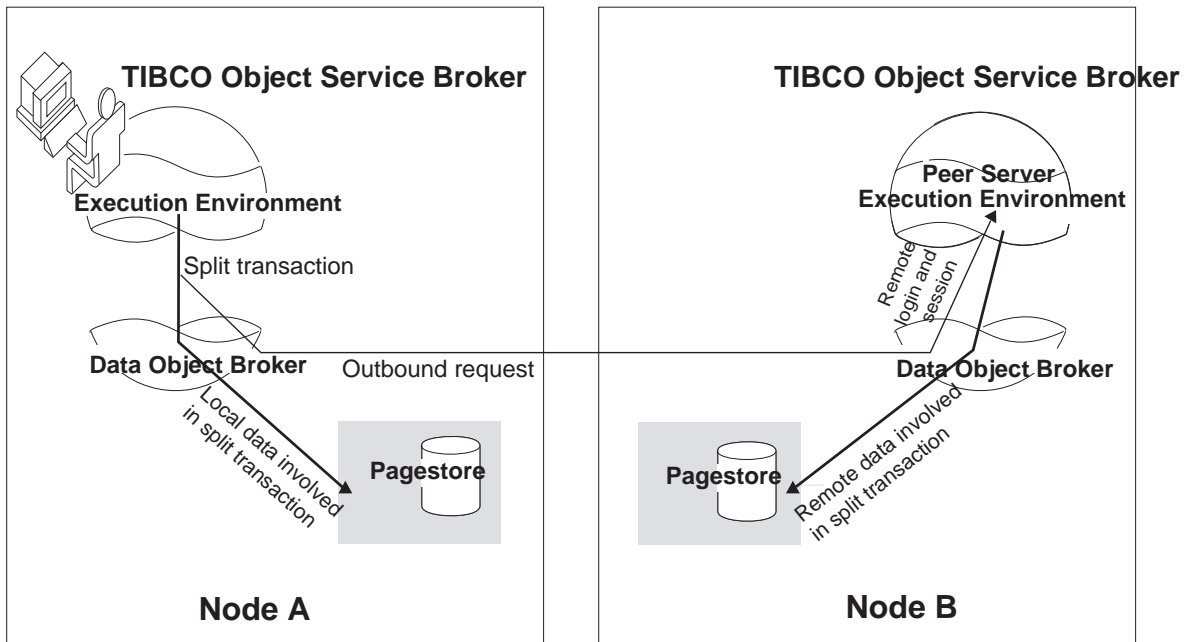 TIBCO Object Service Broker
Execution Environment
Split transaction
Data Object Broker
Outbound request
Local data involved
in split transaction
Pagestore
Node A
TIBCO Object Service Broker
Peer Server
Execution Environment
Remote
login and
session
Data Object Broker
Pagestore
Remote data involved
in split transaction
Node B